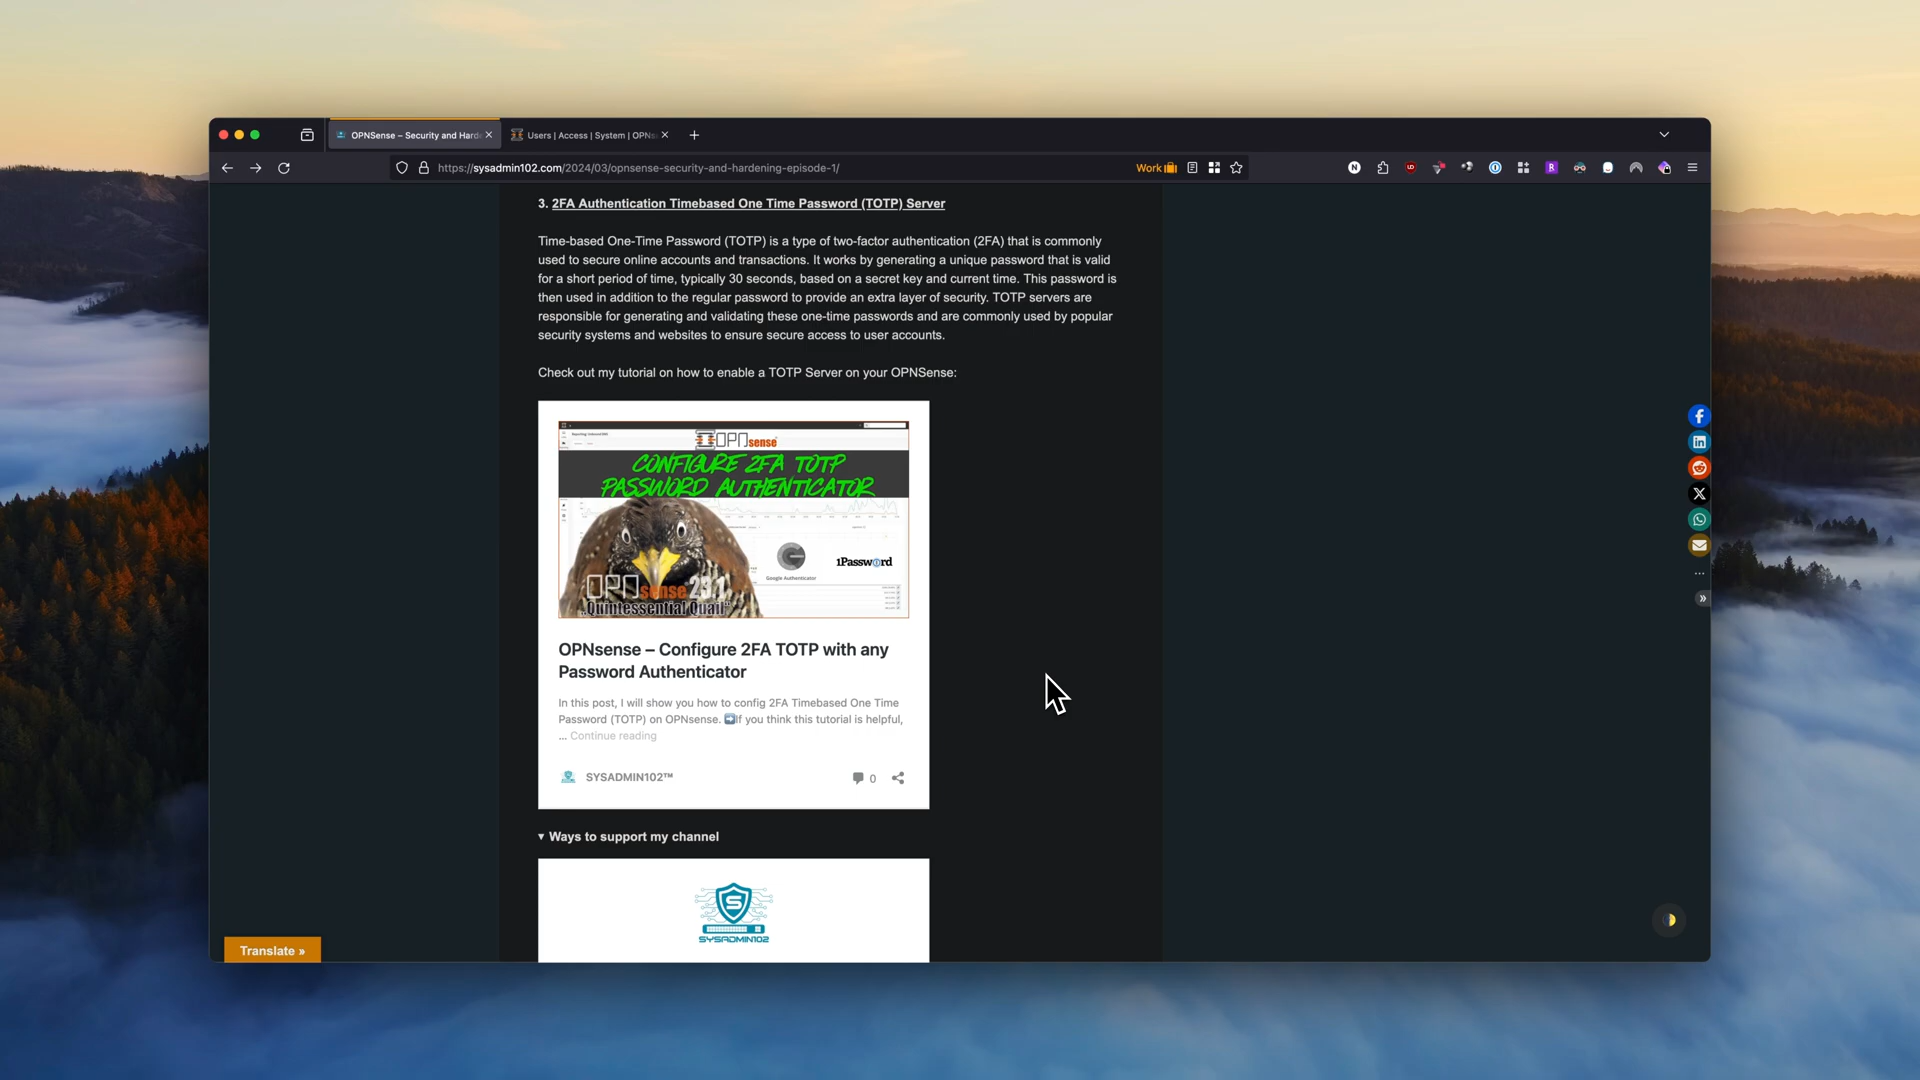 OPNSense – Security and Hard
Users | Access | System | OPNs
https://sysadmin102.com/2024/03/opnsense-security-and-hardening-episode-1/
Work
3. 2FA Authentication Timebased One Time Password (TOTP) Server
Time-based One-Time Password (TOTP) is a type of two-factor authentication (2FA) that is commonly
used to secure online accounts and transactions. It works by generating a unique password that is valid
for a short period of time, typically 30 seconds, based on a secret key and current time. This password is
then used in addition to the regular password to provide an extra layer of security. TOTP servers are
responsible for generating and validating these one-time passwords and are commonly used by popular
security systems and websites to ensure secure access to user accounts.
Check out my tutorial on how to enable a TOTP Server on your OPNSense:
OPNsense
CONFIGURE 2FA TOTP
PASSWORD AUTHENTICATOR
Google Authenticator
1Password
OPNsense 23.1
„Quintessential Quail"
OPNsense – Configure 2FA TOTP with any
Password Authenticator
In this post, I will show you how to config 2FA Timebased One Time
Password (TOTP) on OPNsense. ➡If you think this tutorial is helpful,
... Continue reading
SYSADMIN102™
0
▾ Ways to support my channel
S
SYSADMIN102
Translate »